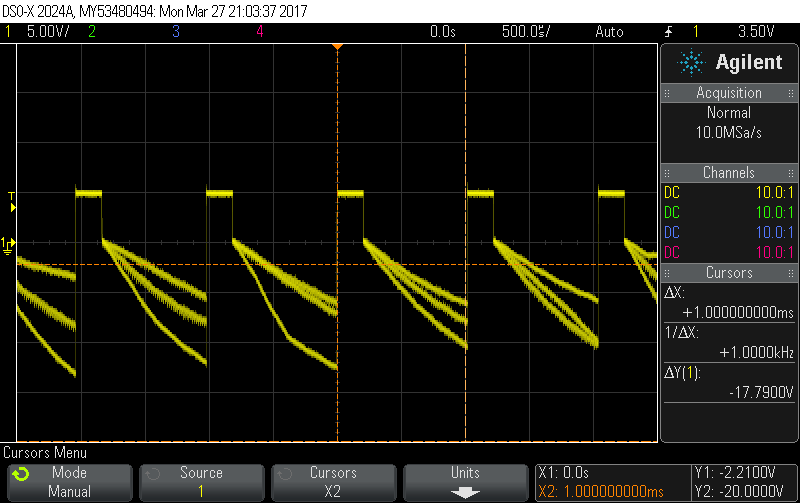 DSO-X 2024A, MY53480494: Mon Mar 27 21:03:37 2017
1 5.00V/ 2 3 4 0.0s 500.0µs/ Auto 1 3.50V
Agilent
Acquisition
Normal
10.0MSa/s
Channels
DC 10.0:1
DC 10.0:1
DC 10.0:1
DC 10.0:1
Cursors
ΔX:
+1.000000000ms
1/ΔX:
+1.0000kHz
ΔY(1):
-17.7900V
T
1
Cursors Menu
Mode
Manual
Source
1
Cursors
X2
Units
X1: 0.0s
X2: 1.000000000ms
Y1: -2.2100V
Y2: -20.0000V